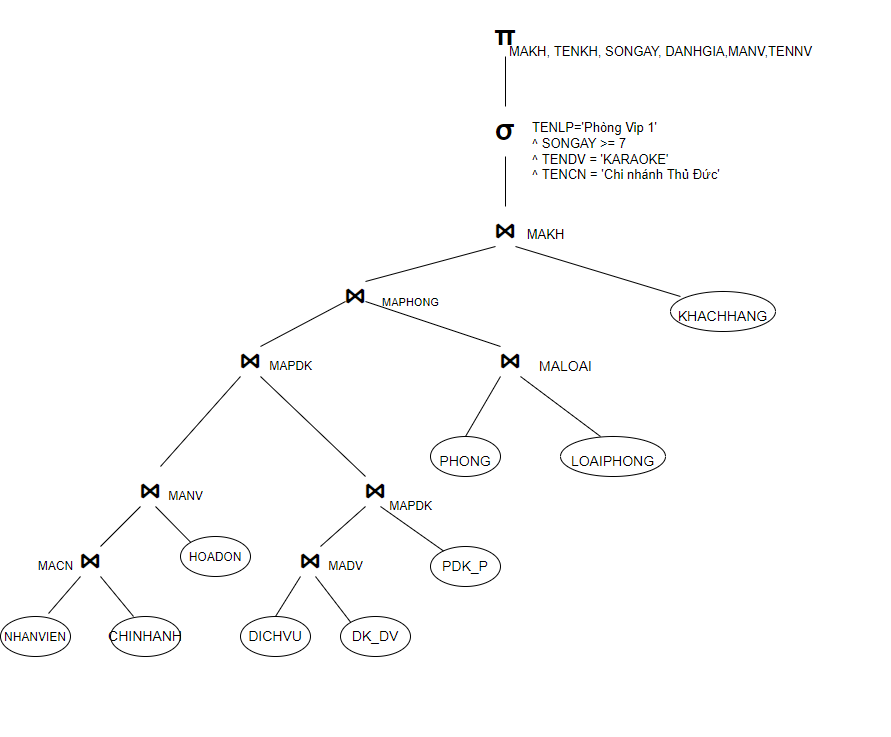 π
MAKH, TENKH, SONGAY, DANHGIA,MANV,TENNV
σ
TENLP='Phòng Vip 1'
^ SONGAY >= 7
^ TENDV = 'KARAOKE'
^ TENCN = 'Chi nhánh Thủ Đức'
⋈ MAKH
⋈ MAPHONG
KHACHHANG
⋈ MAPDK
⋈ MALOAI
PHONG
LOAIPHONG
⋈ MANV
⋈ MAPDK
MACN ⋈
HOADON
⋈ MADV
PDK_P
NHANVIEN
CHINHANH
DICHVU
DK_DV